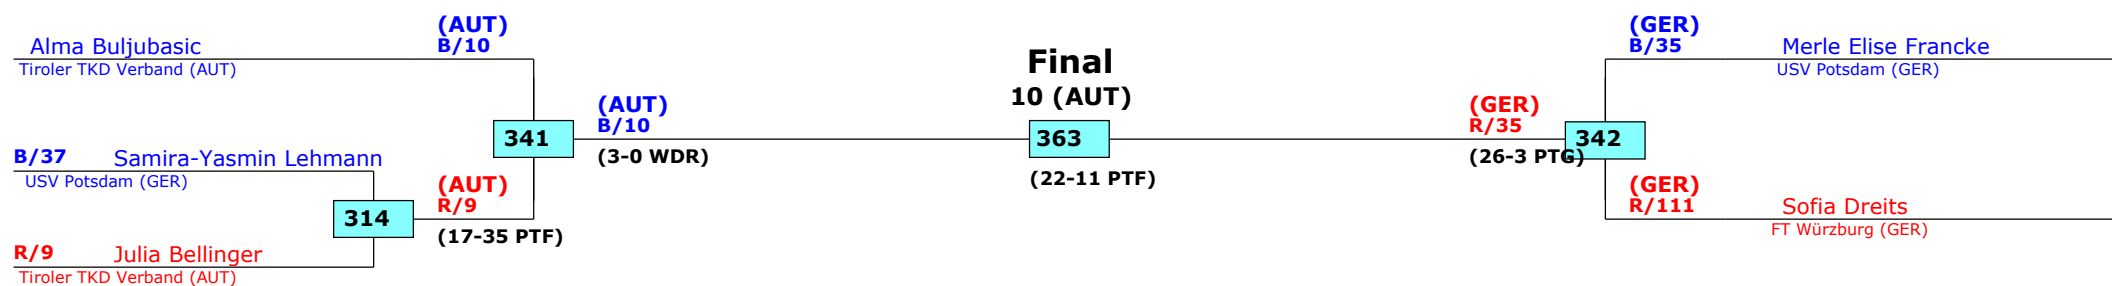 (AUT)
B/10
Alma Buljubasic
Tiroler TKD Verband (AUT)
B/37 Samira-Yasmin Lehmann
USV Potsdam (GER)
314
R/9 Julia Bellinger
Tiroler TKD Verband (AUT)
(AUT)
R/9
(17-35 PTF)
341
(AUT)
B/10
(3-0 WDR)
Final
10 (AUT)
363
(22-11 PTF)
(GER)
R/35
(26-3 PTG)
342
(GER)
B/35
Merle Elise Francke
USV Potsdam (GER)
(GER)
R/111
Sofia Dreits
FT Würzburg (GER)